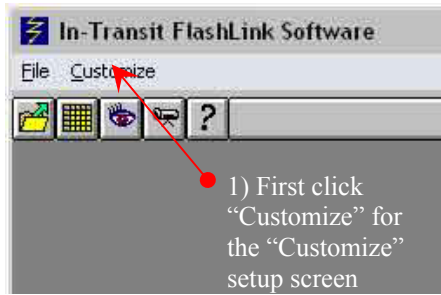 In-Transit FlashLink Software
File Customize
?
1) First click
“Customize” for
the “Customize”
setup screen